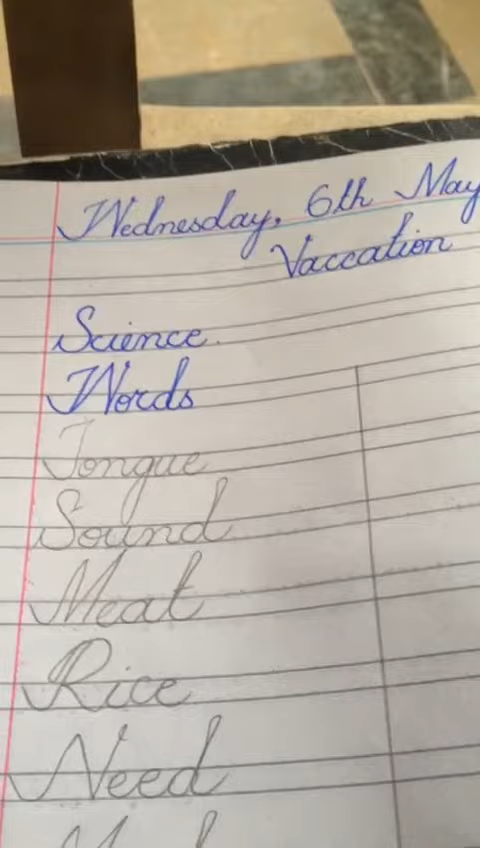 Wednesday, 6th May
Vaccation
Science.
Words
Tongue
Sound
Meat
Rice
Need